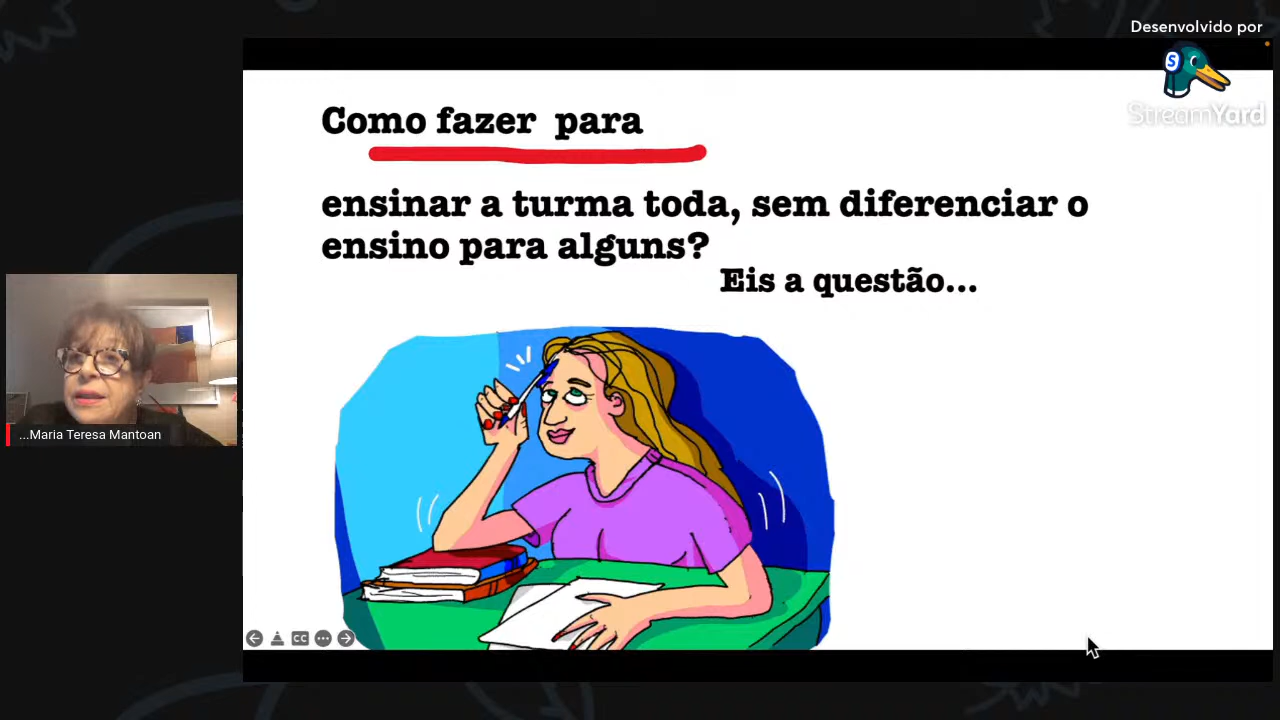 Desenvolvido por
S
StreamYard
Como fazer para
ensinar a turma toda, sem diferenciar o
ensino para alguns?
Eis a questão...
...Maria Teresa Mantoan
CC